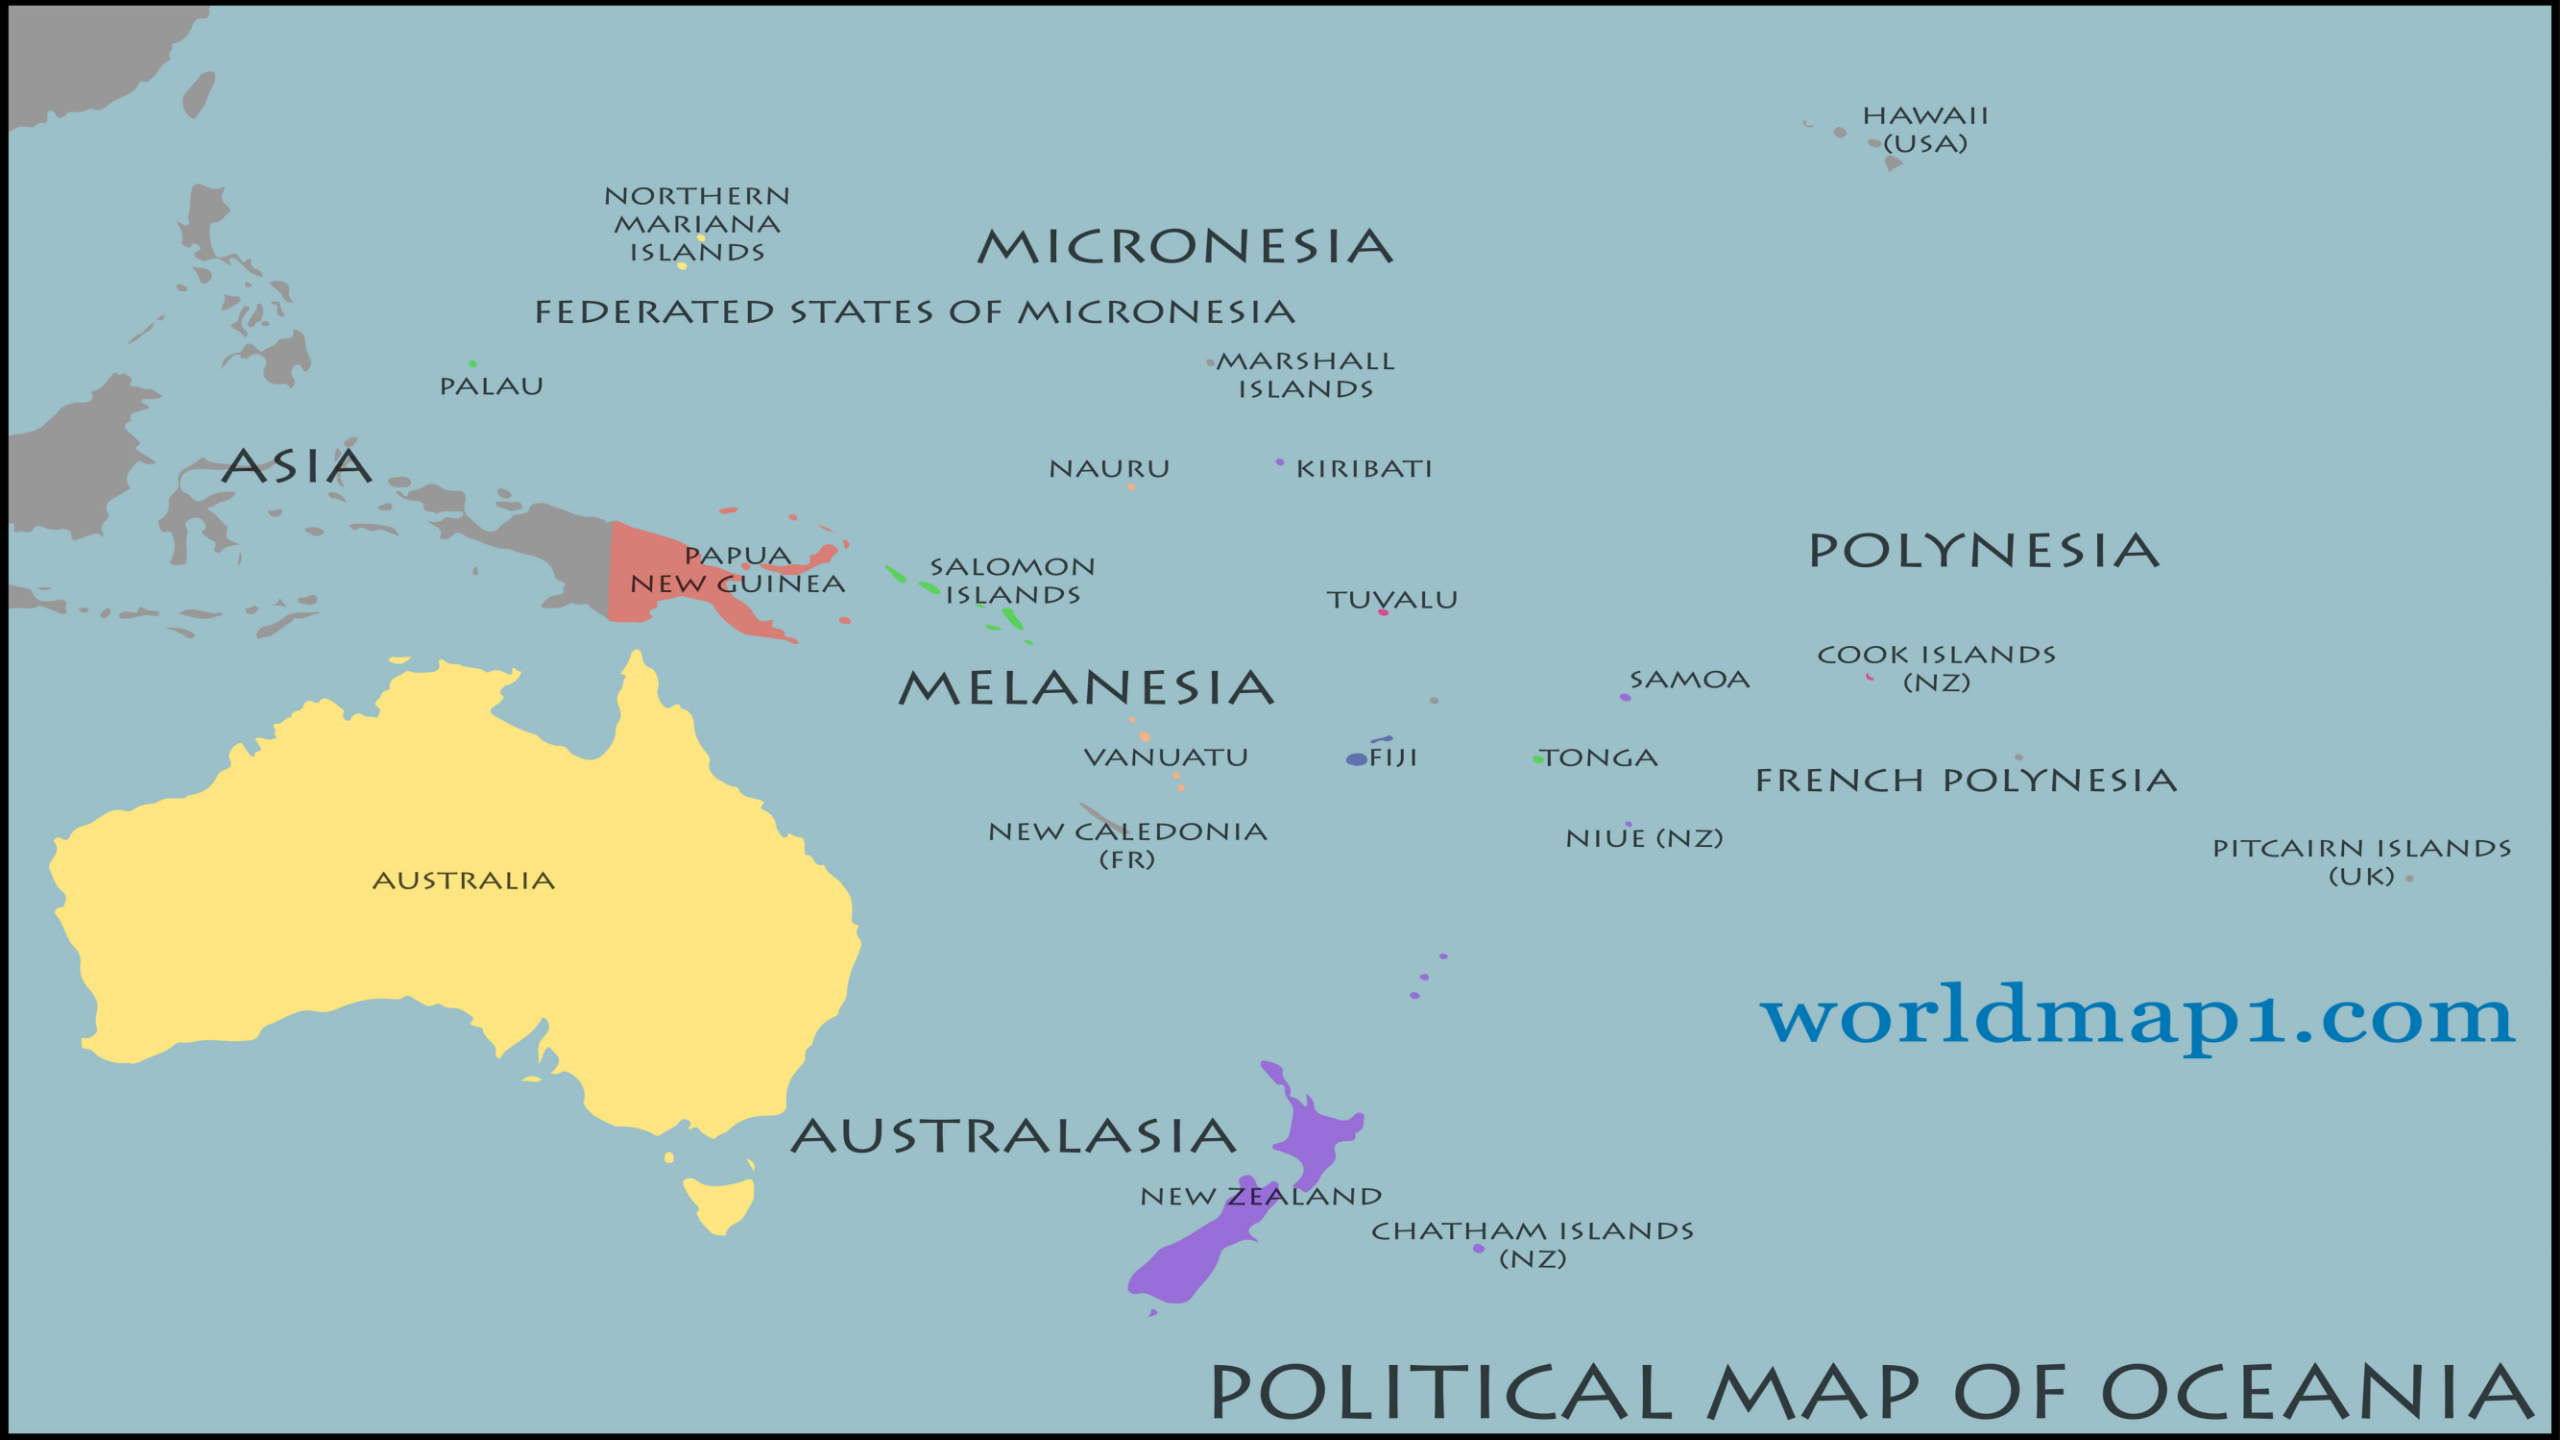 HAWAII
(USA)
NORTHERN
MARIANA
ISLANDS
MICRONESIA
FEDERATED STATES OF MICRONESIA
MARSHALL
ISLANDS
PALAU
ASIA
NAURU
KIRIBATI
POLYNESIA
PAPUA
NEW GUINEA
SALOMON
ISLANDS
TUVALU
COOK ISLANDS
(NZ)
SAMOA
MELANESIA
VANUATU
FIJI
TONGA
FRENCH POLYNESIA
NEW CALEDONIA
(FR)
NIUE (NZ)
PITCAIRN ISLANDS
(UK)
AUSTRALIA
worldmap1.com
AUSTRALASIA
NEW ZEALAND
CHATHAM ISLANDS
(NZ)
POLITICAL MAP OF OCEANIA